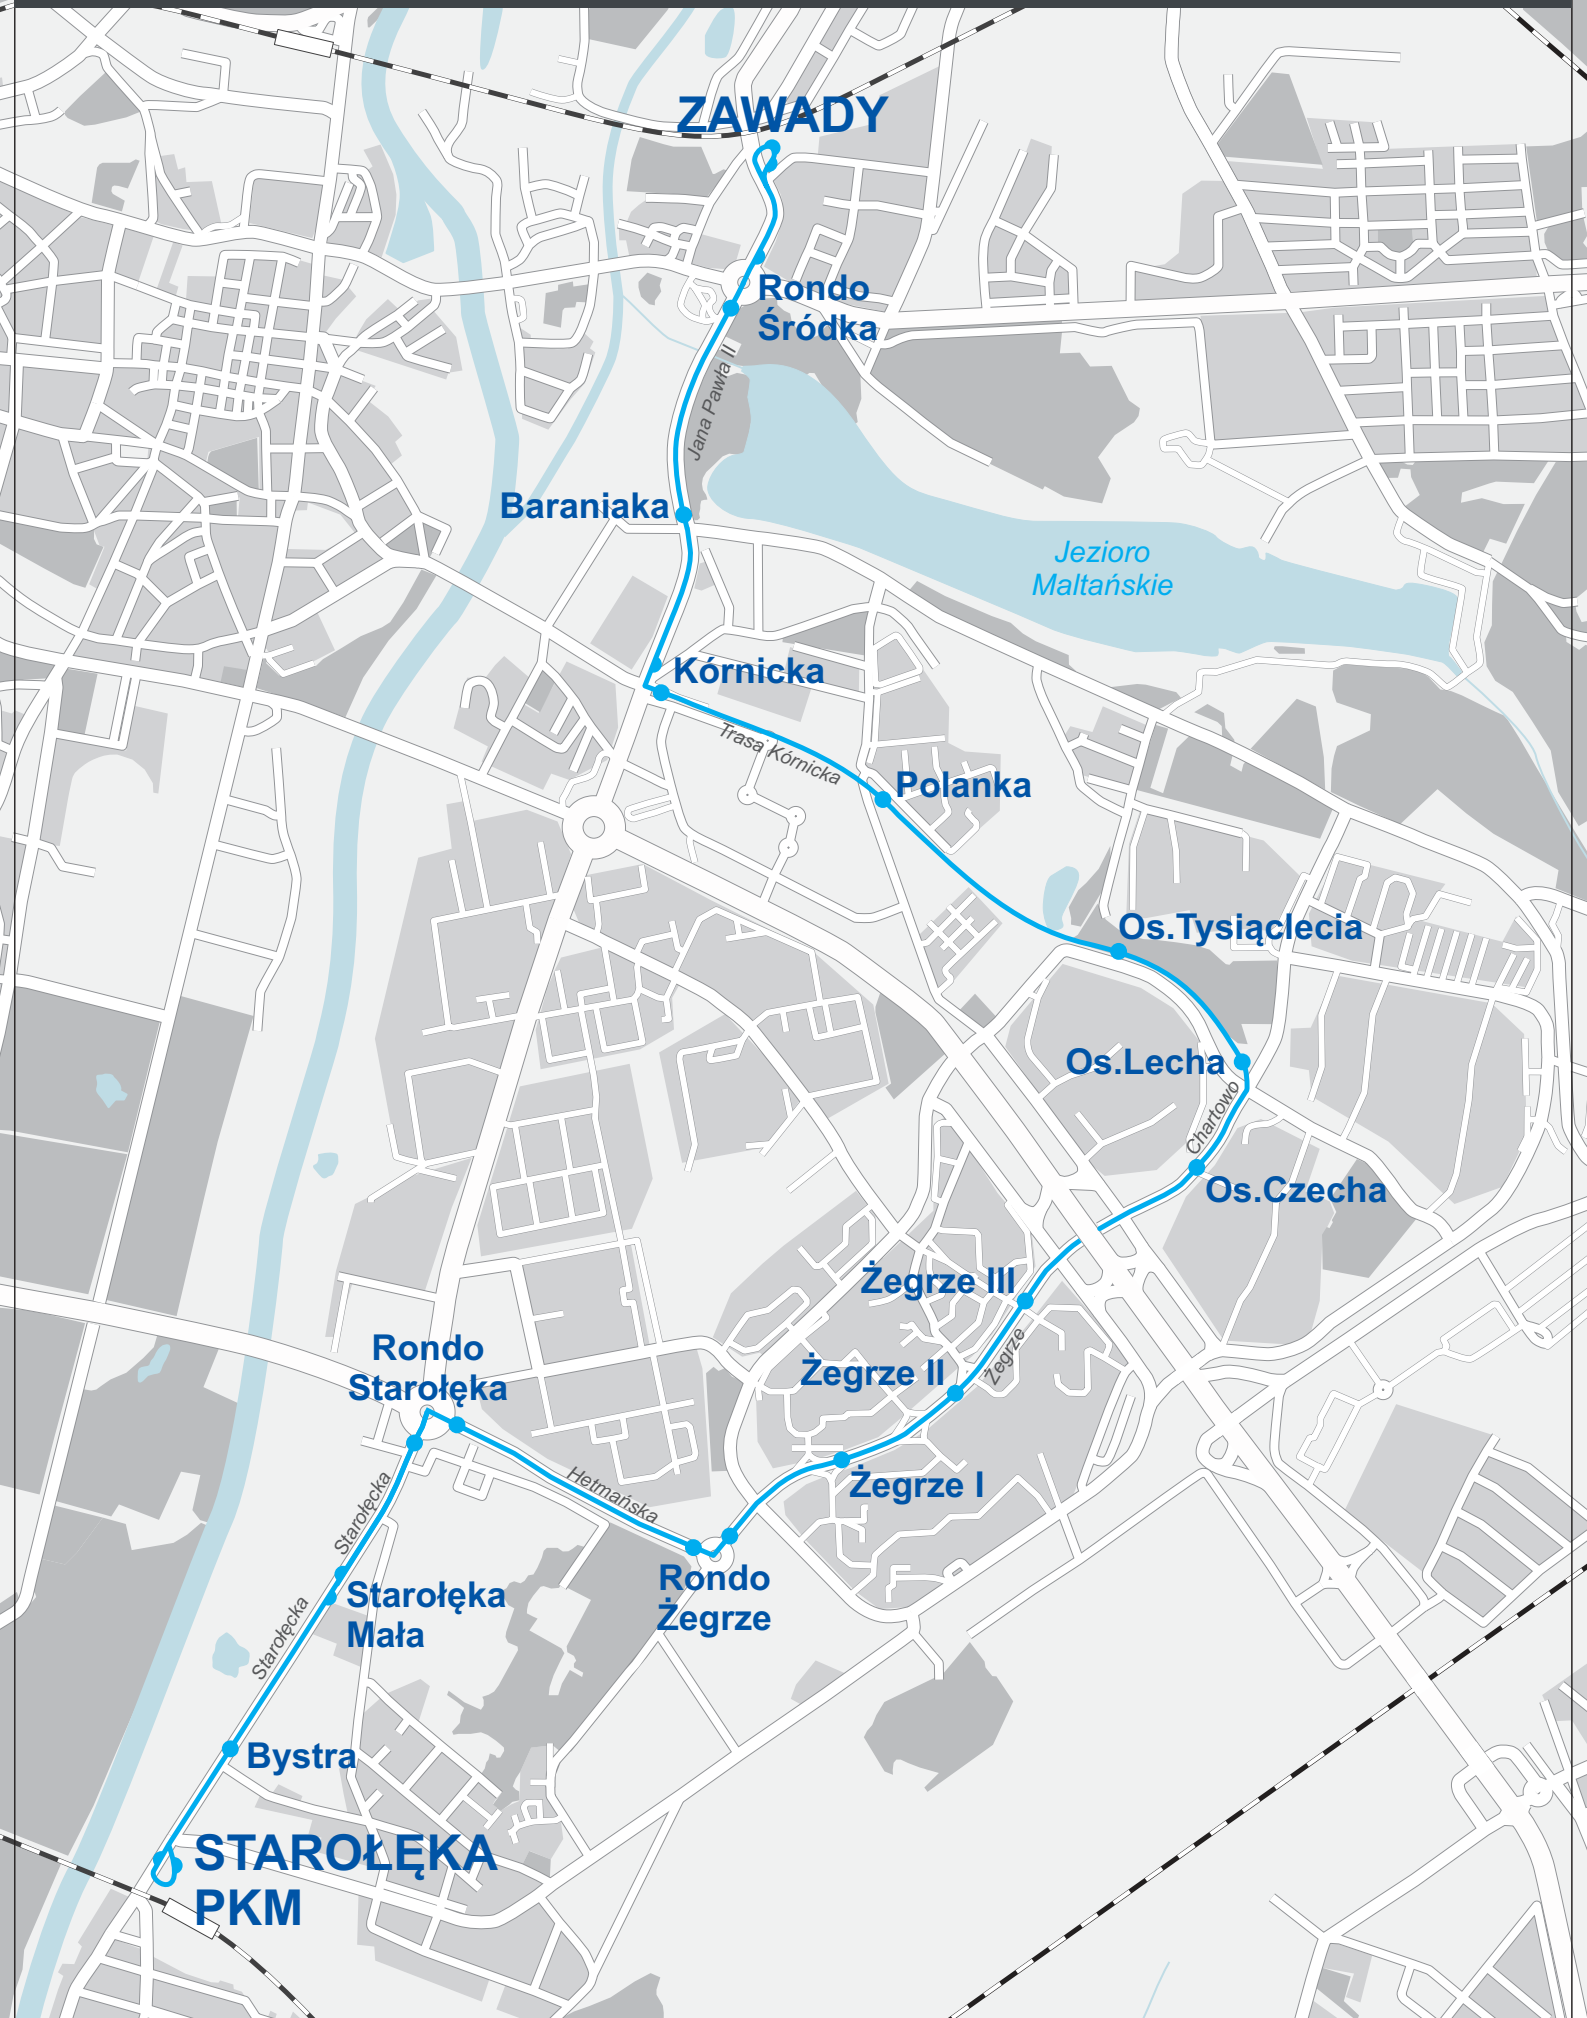 ZAWADY
Rondo
Śródka
Jana Pawła II
Baraniaka
Jezioro
Maltańskie
Kórnicka
Trasa Kórnicka
Polanka
Os.Tysiąclecia
Os.Lecha
Chartowo
Os.Czecha
Żegrze III
Żegrze
Żegrze II
Rondo
Starołęka
Żegrze I
Hetmańska
Starołęcka
Rondo
Żegrze
Starołęka
Mała
Starołęcka
Bystra
STAROŁĘKA
PKM